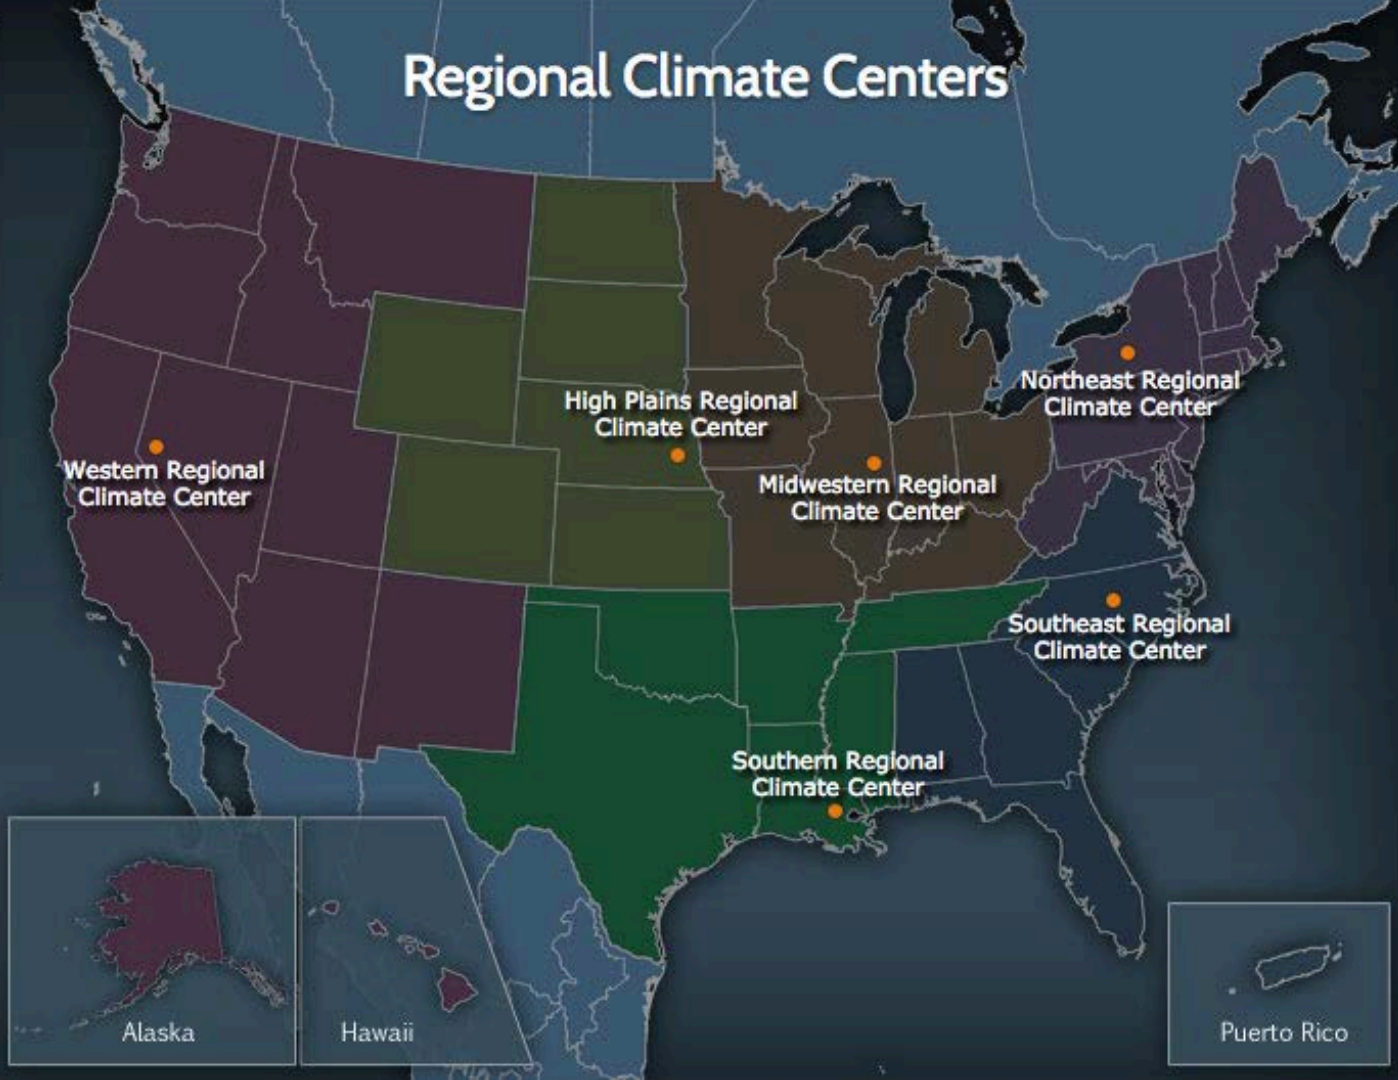 Regional Climate Centers
Northeast Regional
Climate Center
High Plains Regional
Climate Center
Western Regional
Climate Center
Midwestern Regional
Climate Center
Southeast Regional
Climate Center
Southern Regional
Climate Center
Alaska
Hawaii
Puerto Rico